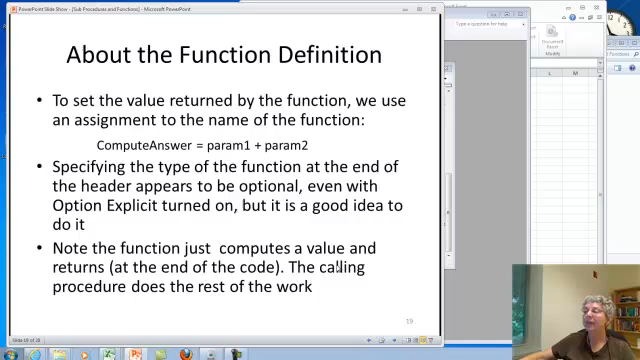 PowerPoint Slide Show - [Sub Procedures and Functions] - Microsoft PowerPoint
Type a question for help
Document
Panel
Modify
Functions
About the Function Definition
• To set the value returned by the function, we use
an assignment to the name of the function:
ComputeAnswer = param1 + param2
• Specifying the type of the function at the end of
the header appears to be optional, even with
Option Explicit turned on, but it is a good idea to
do it
• Note the function just computes a value and
returns (at the end of the code). The calling
procedure does the rest of the work
19
L
M
Slide 19 of 20